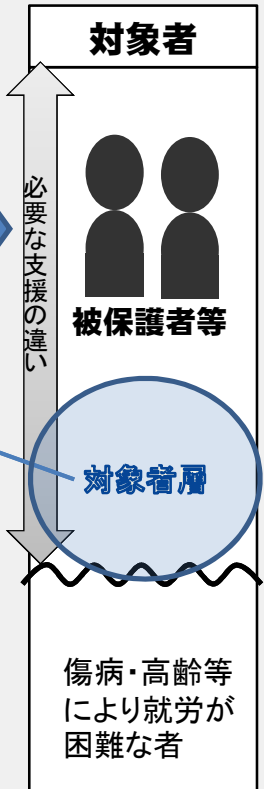 対象者
必要な支援の違い
被保護者等
対象者層
傷病・高齢等
により就労が
困難な者